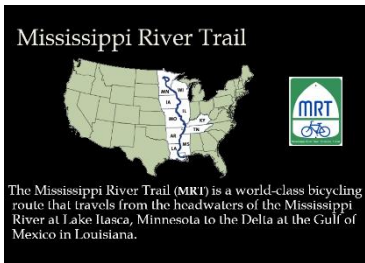 Mississippi River Trail
MN
WI
IA
IL
MO
KY
TN
AR
MS
LA
MRT
The Mississippi River Trail (MRT) is a world-class bicycling
route that travels from the headwaters of the Mississippi
River at Lake Itasca, Minnesota to the Delta at the Gulf of
Mexico in Louisiana.